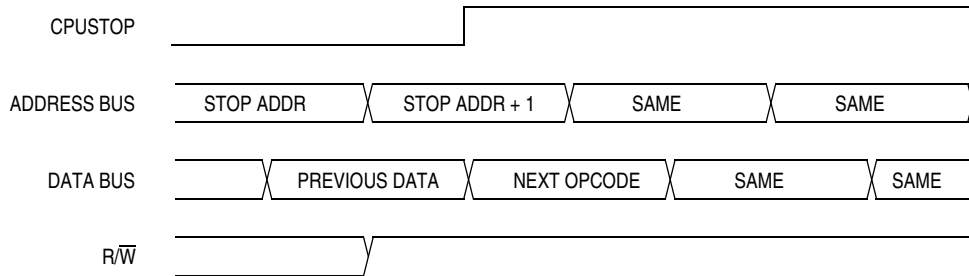 CPUSTOP
ADDRESS BUS STOP ADDR STOP ADDR + 1 SAME SAME
DATA BUS PREVIOUS DATA NEXT OPCODE SAME SAME
R/W̅